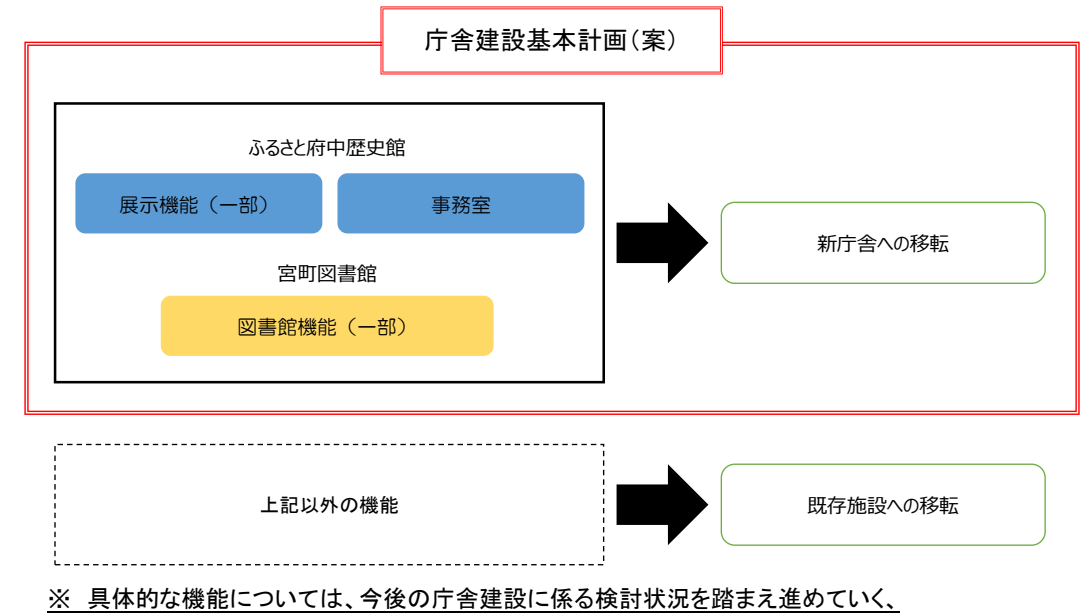 庁舎建設基本計画（案）
ふるさと府中歴史館
展示機能（一部）
事務室
新庁舎への移転
宮町図書館
図書館機能（一部）
上記以外の機能
既存施設への移転
※　具体的な機能については、今後の庁舎建設に係る検討状況を踏まえ進めていく、